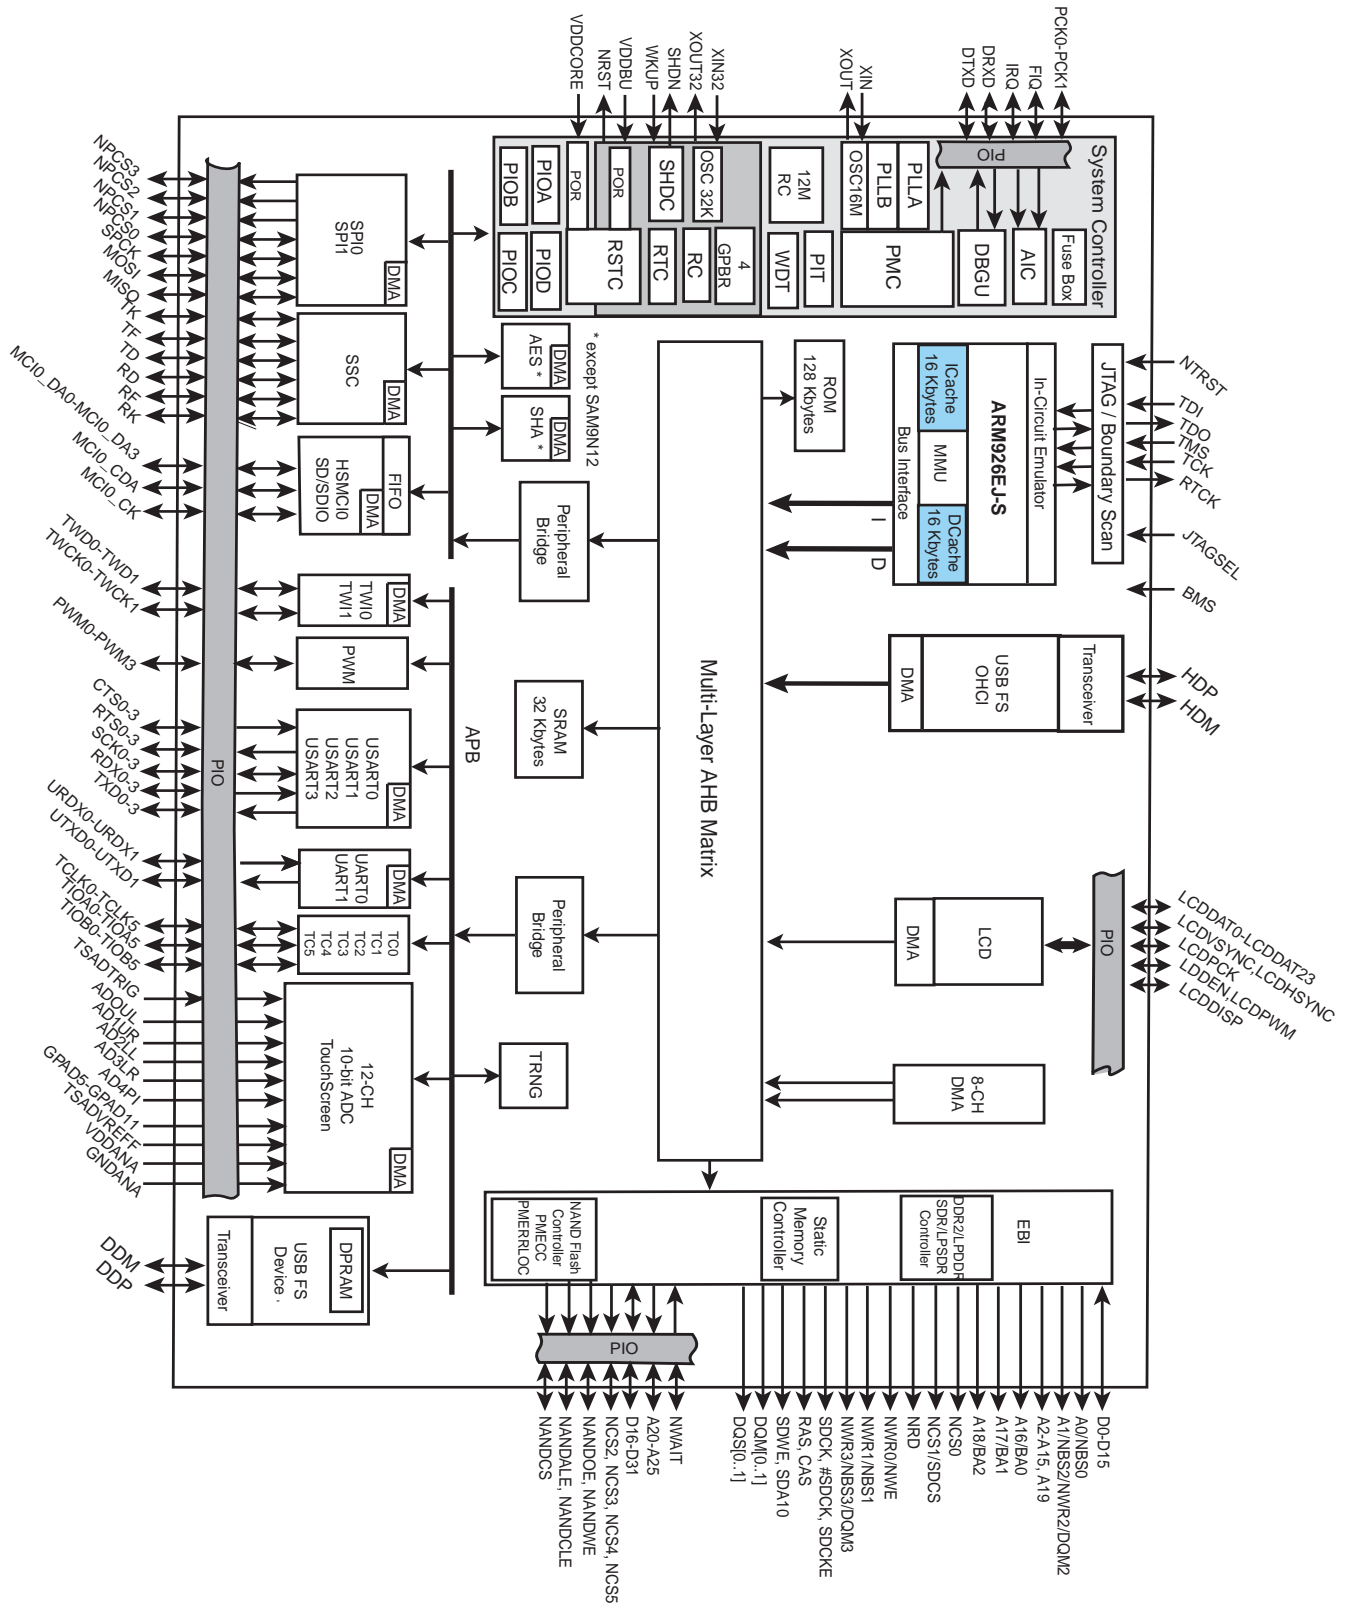 PCK0-PCK1
FIQ
IRQ
DRXD
DTXD
XIN
XOUT
XIN32
XOUT32
SHDN
WKUP
VDDBU
NRST
VDDCORE
System Controller
PIO
Fuse Box
AIC
DBGU
PLLA
PLLB
OSC16M
PMC
12M
RC
PIT
WDT
OSC 32K
4
GPBR
RC
SHDC
RTC
POR
RSTC
POR
PIOA
PIOB
PIOD
PIOC
NTRST
TDI
TDO
TMS
TCK
RTCK
JTAGSEL
BMS
JTAG / Boundary Scan
In-Circuit Emulator
ARM926EJ-S
ICache
16 Kbytes
MMU
DCache
16 Kbytes
Bus Interface
I
D
ROM
128 Kbytes
* except SAM9N12
DMA
AES *
DMA
SHA *
HDP
HDM
Transceiver
USB FS
OHCI
DMA
Multi-Layer AHB Matrix
Peripheral
Bridge
SRAM
32 Kbytes
Peripheral
Bridge
APB
TRNG
LCDDAT0-LCDDAT23
LCDVSYNC,LCDHSYNC
LCDPCK
LDDEN,LCDPWM
LCDDISP
PIO
LCD
DMA
8-CH
DMA
EBI
DDR2/LPDDR
SDR/LPSDR
Controller
Static
Memory
Controller
NAND Flash
Controller
PMECC
PMERRLOC
PIO
D0-D15
A0/NBS0
A1/NBS2/NWR2/DQM2
A2-A15, A19
A16/BA0
A17/BA1
A18/BA2
NCS0
NCS1/SDCS
NRD
NWR0/NWE
NWR1/NBS1
NWR3/NBS3/DQM3
SDCK, #SDCK, SDCKE
RAS, CAS
SDWE, SDA10
DQM[0..1]
DQS[0..1]
NWAIT
A20-A25
D16-D31
NCS2, NCS3, NCS4, NCS5
NANDOE, NANDWE
NANDALE, NANDCLE
NANDCS
SPI0
SPI1
DMA
SSC
DMA
FIFO
HSMCI0
SD/SDIO
DMA
DMA
TWI0
TWI1
PWM
USART0
USART1
USART2
USART3
DMA
DMA
UART0
UART1
TC0
TC1
TC2
TC3
TC4
TC5
12-CH
10-bit ADC
TouchScreen
DMA
DPRAM
USB FS
Device .
Transceiver
PIO
NPCS3
NPCS2
NPCS1
NPCS0
SPCK
MOSI
MISO
TK
TF
TD
RD
RF
RK
MCI0_DA0-MCI0_DA3
MCI0_CDA
MCI0_CK
TWD0-TWD1
TWCK0-TWCK1
PWM0-PWM3
CTS0-3
RTS0-3
SCK0-3
RDX0-3
TXD0-3
URDX0-URDX1
UTXD0-UTXD1
TCLK0-TCLK5
TIOA0-TIOA5
TIOB0-TIOB5
TSADTRIG
ADOUL
AD1UR
AD2LL
AD3LR
AD4PI
GPAD5-GPAD11
TSADVREFF
VDDANA
GNDANA
DDM
DDP